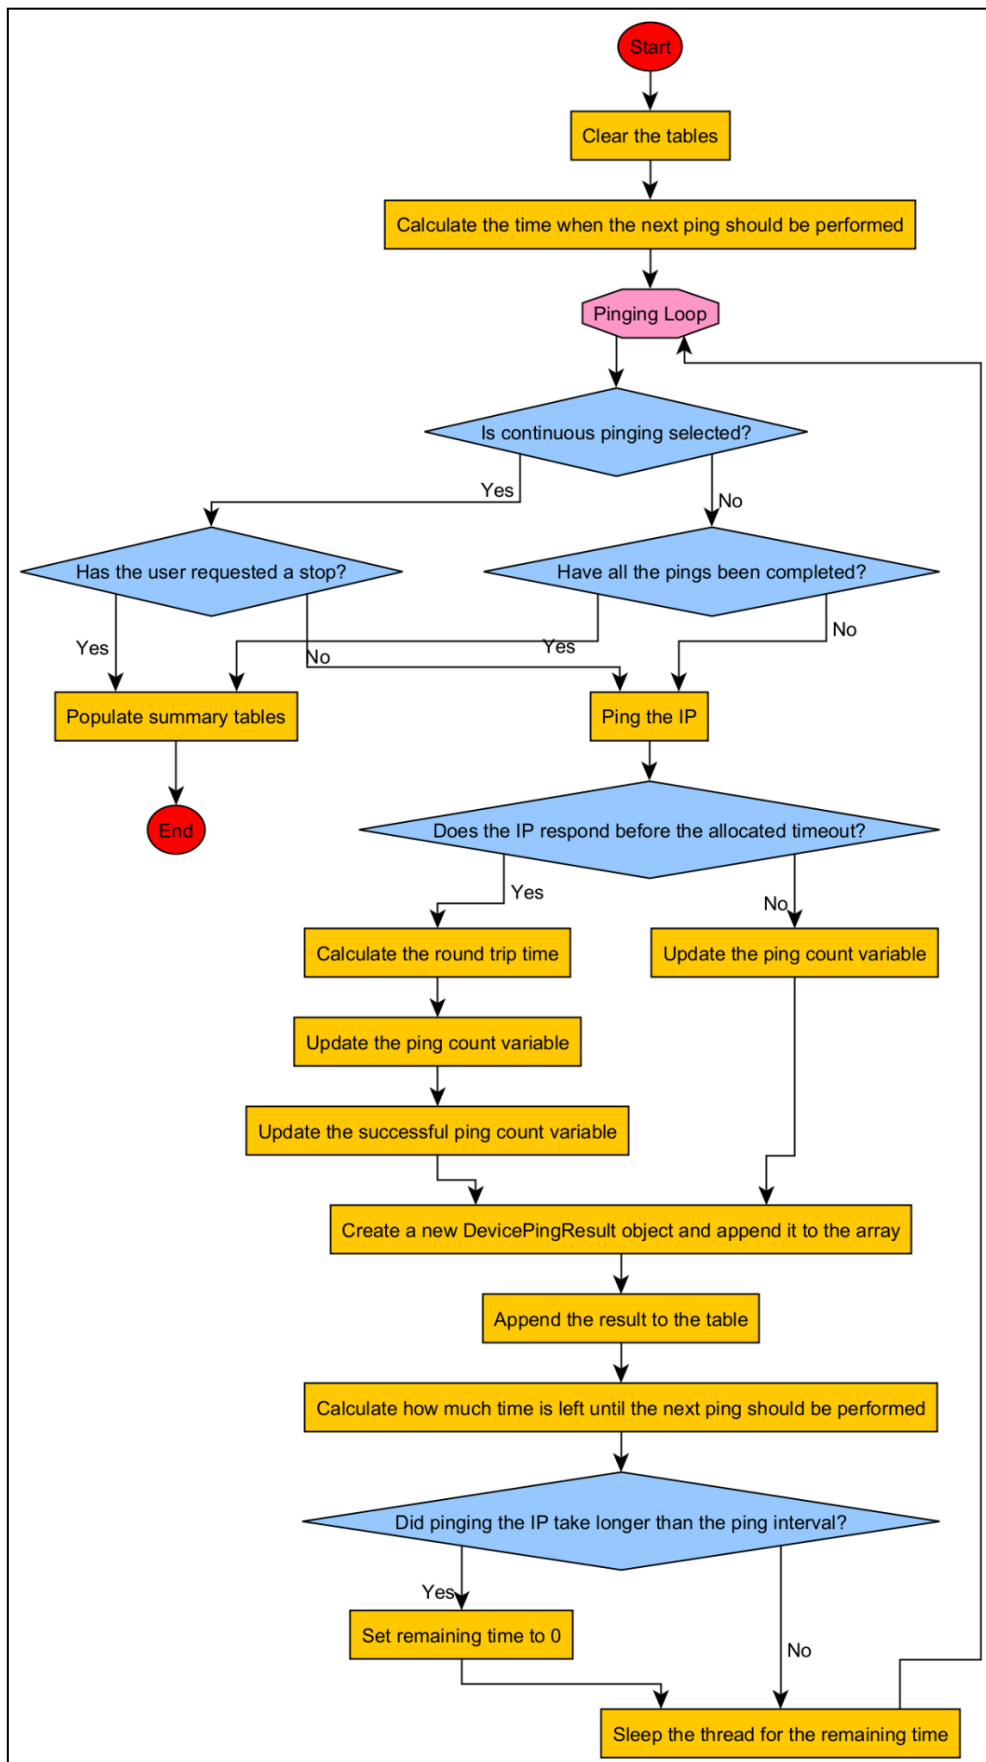 Start
Clear the tables
Calculate the time when the next ping should be performed
Pinging Loop
Is continuous pinging selected?
Yes
No
Has the user requested a stop?
Have all the pings been completed?
Yes
No
Yes
No
Populate summary tables
Ping the IP
End
Does the IP respond before the allocated timeout?
Yes
No
Calculate the round trip time
Update the ping count variable
Update the ping count variable
Update the successful ping count variable
Create a new DevicePingResult object and append it to the array
Append the result to the table
Calculate how much time is left until the next ping should be performed
Did pinging the IP take longer than the ping interval?
Yes
Set remaining time to 0
No
Sleep the thread for the remaining time